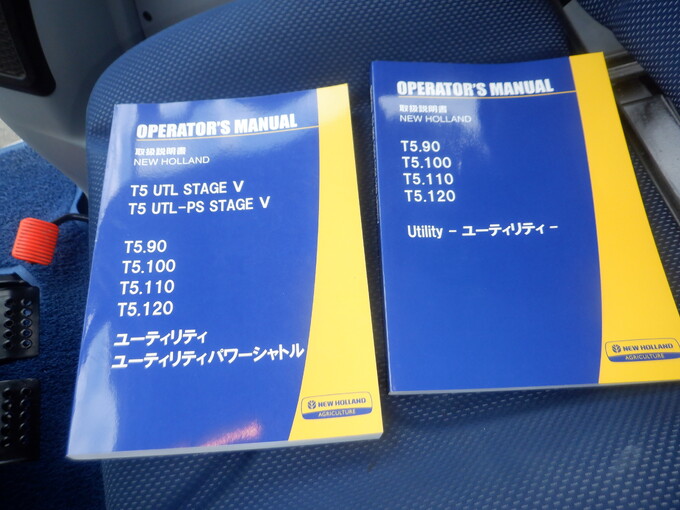 OPERATOR'S MANUAL
取扱説明書
NEW HOLLAND
T5 UTL STAGE V
T5 UTL-PS STAGE V
T5.90
T5.100
T5.110
T5.120
ユーティリティ
ユーティリティパワーシャトル
NEW HOLLAND
AGRICULTURE
OPERATOR'S MANUAL
取扱説明書
NEW HOLLAND
T5.90
T5.100
T5.110
T5.120
Utility - ユーティリティ -
NEW HOLLAND
AGRICULTURE